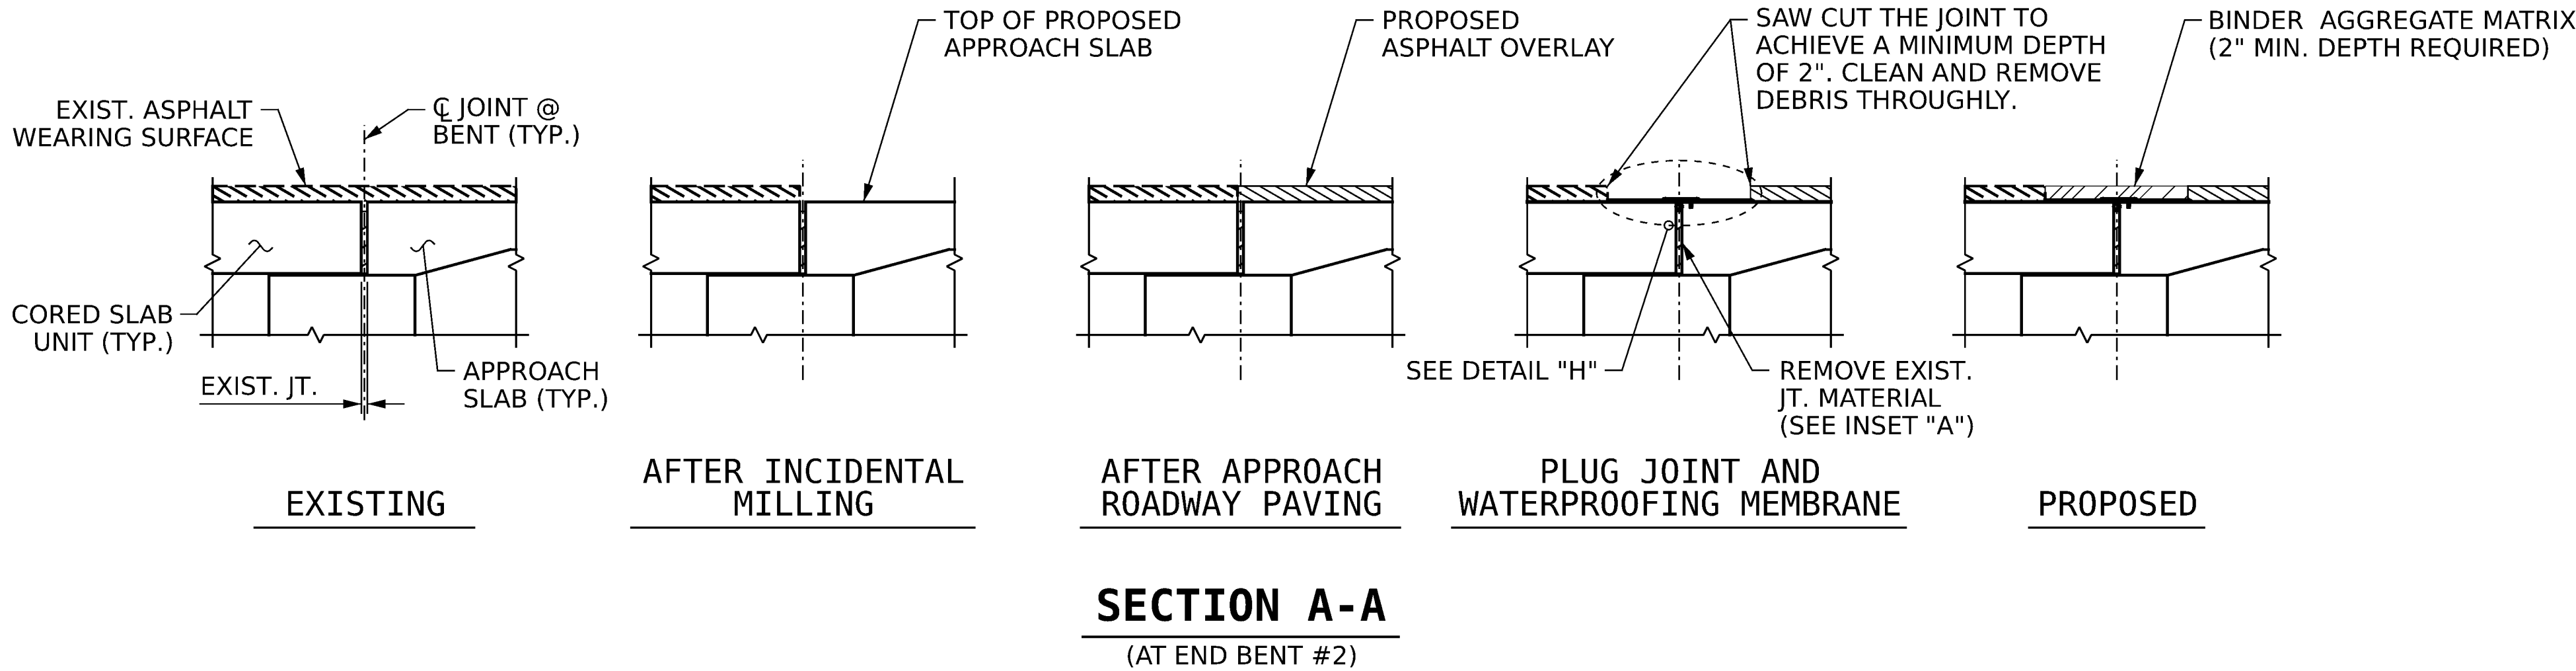 EXIST. ASPHALT
WEARING SURFACE
℄ JOINT @
BENT (TYP.)
CORED SLAB
UNIT (TYP.)
EXIST. JT.
APPROACH
SLAB (TYP.)
EXISTING
TOP OF PROPOSED
APPROACH SLAB
AFTER INCIDENTAL
MILLING
PROPOSED
ASPHALT OVERLAY
AFTER APPROACH
ROADWAY PAVING
SAW CUT THE JOINT TO
ACHIEVE A MINIMUM DEPTH
OF 2". CLEAN AND REMOVE
DEBRIS THROUGHLY.
SEE DETAIL "H"
REMOVE EXIST.
JT. MATERIAL
(SEE INSET "A")
PLUG JOINT AND
WATERPROOFING MEMBRANE
BINDER AGGREGATE MATRIX
(2" MIN. DEPTH REQUIRED)
PROPOSED
SECTION A-A
(AT END BENT #2)